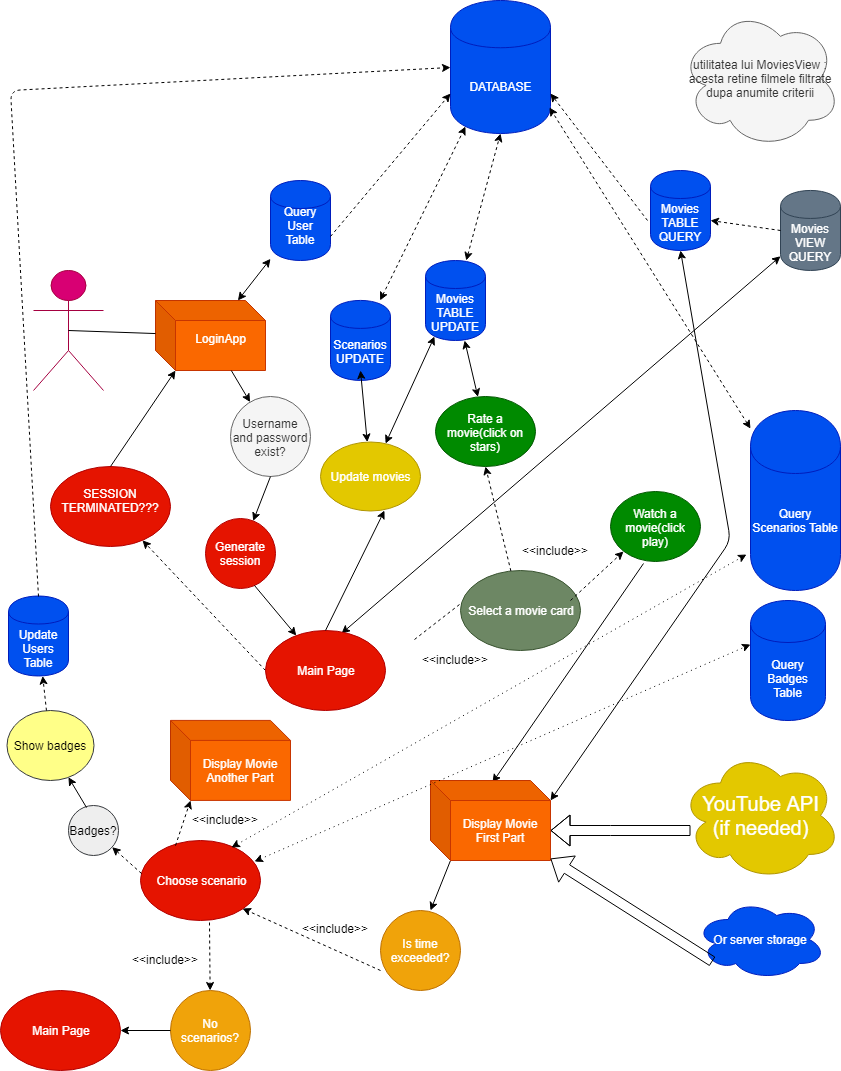 DATABASE
utilitatea lui MoviesView :
acesta retine filmele filtrate
dupa anumite criterii
Query
User
Table
Movies
TABLE
QUERY
Movies
VIEW
QUERY
LoginApp
Scenarios
UPDATE
Movies
TABLE
UPDATE
Username
and password
exist?
Rate a
movie(click on
stars)
Update movies
SESSION
TERMINATED???
Generate
session
Watch a
movie(click
play)
Query
Scenarios Table
<<include>>
Select a movie card
Update
Users
Table
Main Page
<<include>>
Query
Badges
Table
Show badges
Display Movie
Another Part
<<include>>
Badges?
Display Movie
First Part
YouTube API
(if needed)
Choose scenario
<<include>>
Is time
exceeded?
Or server storage
<<include>>
Main Page
No
scenarios?